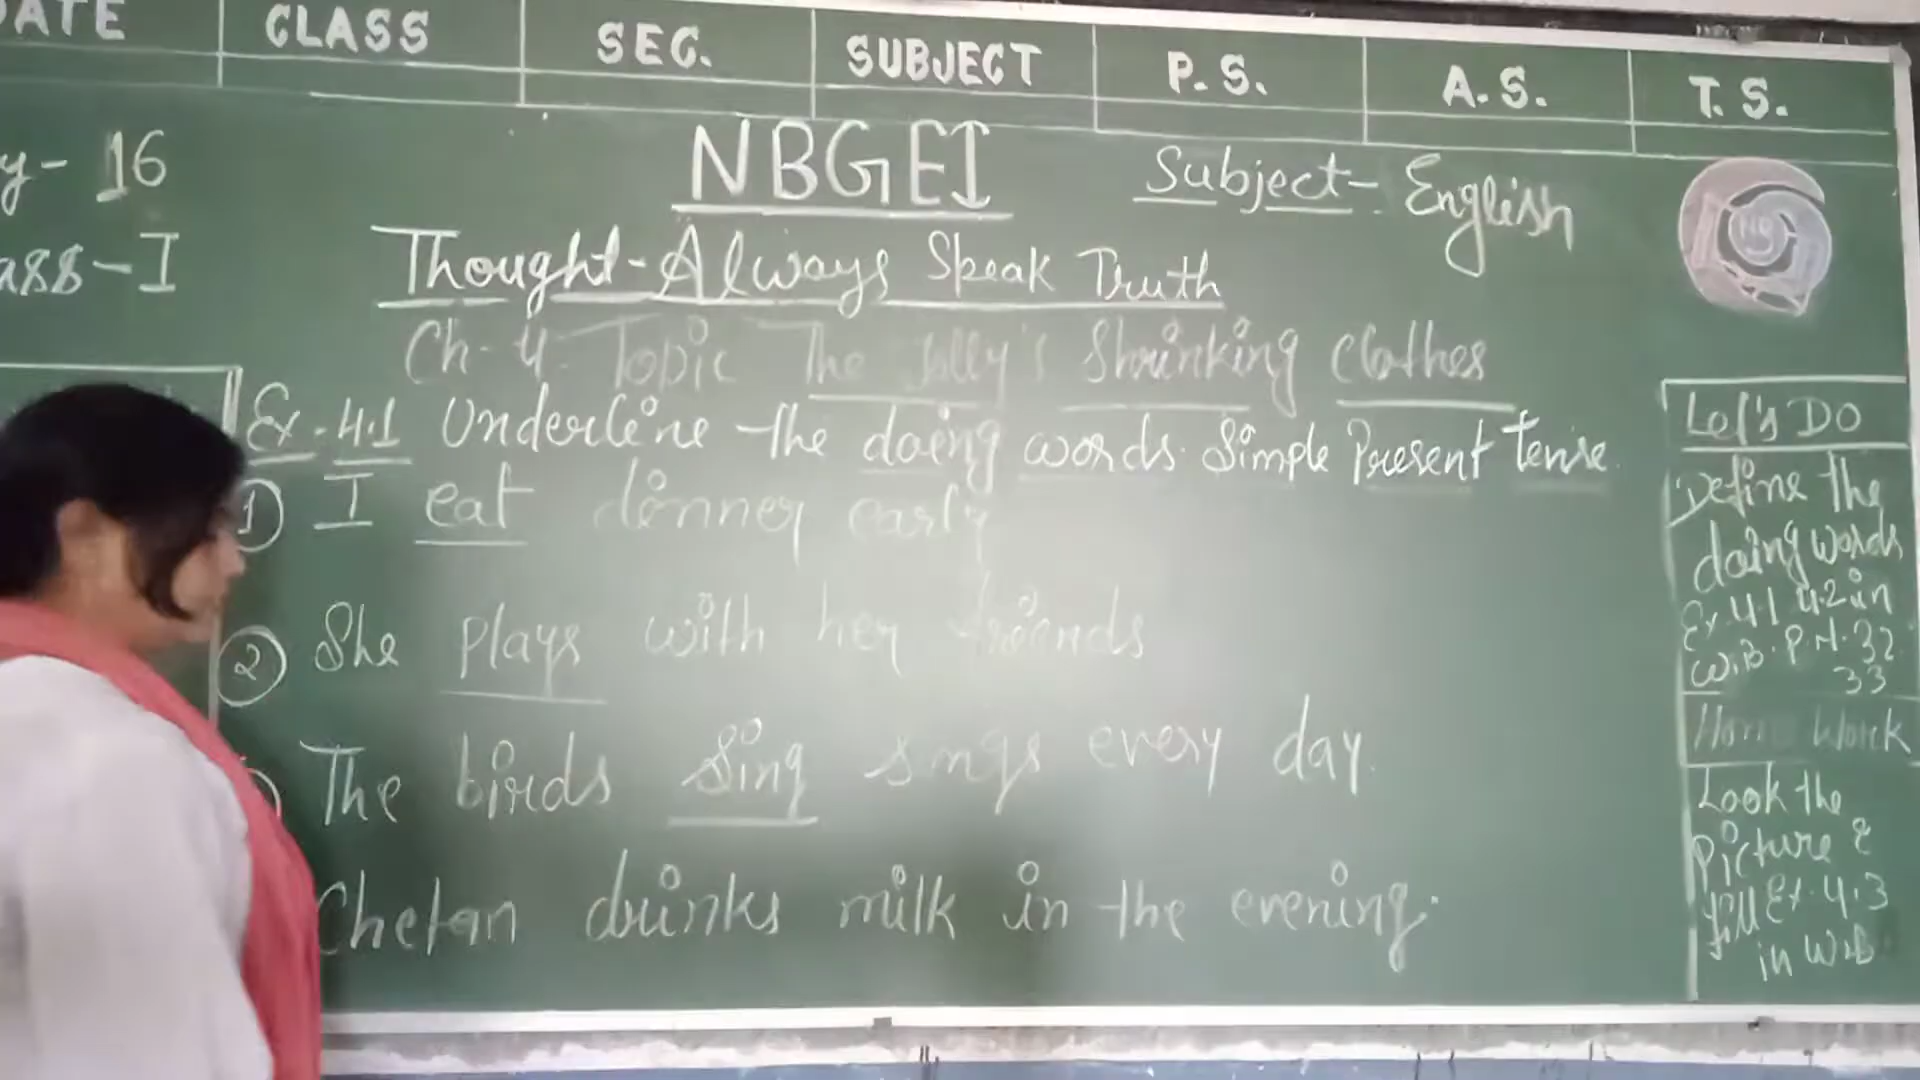 DATE CLASS SEC. SUBJECT P. S. A. S. T. S.
y- 16
NBGEI
Subject- English
ass-I
Thought-Always Speak Truth
Ch-4. Topic The Jolly's Shrinking Clothes
Ex-4.1 Underline the doing words. Simple Present tense.
1) I eat dinner early
2 She plays with her friends
The birds sing sngs every day.
Chetan drinks milk in the evening.
Let's DO
Define the
doing words
Ex.4.1 4.2 in
W.B. P.N.32
33
Home Work
Look the
Picture &
fill Ex.4.3
in W.B